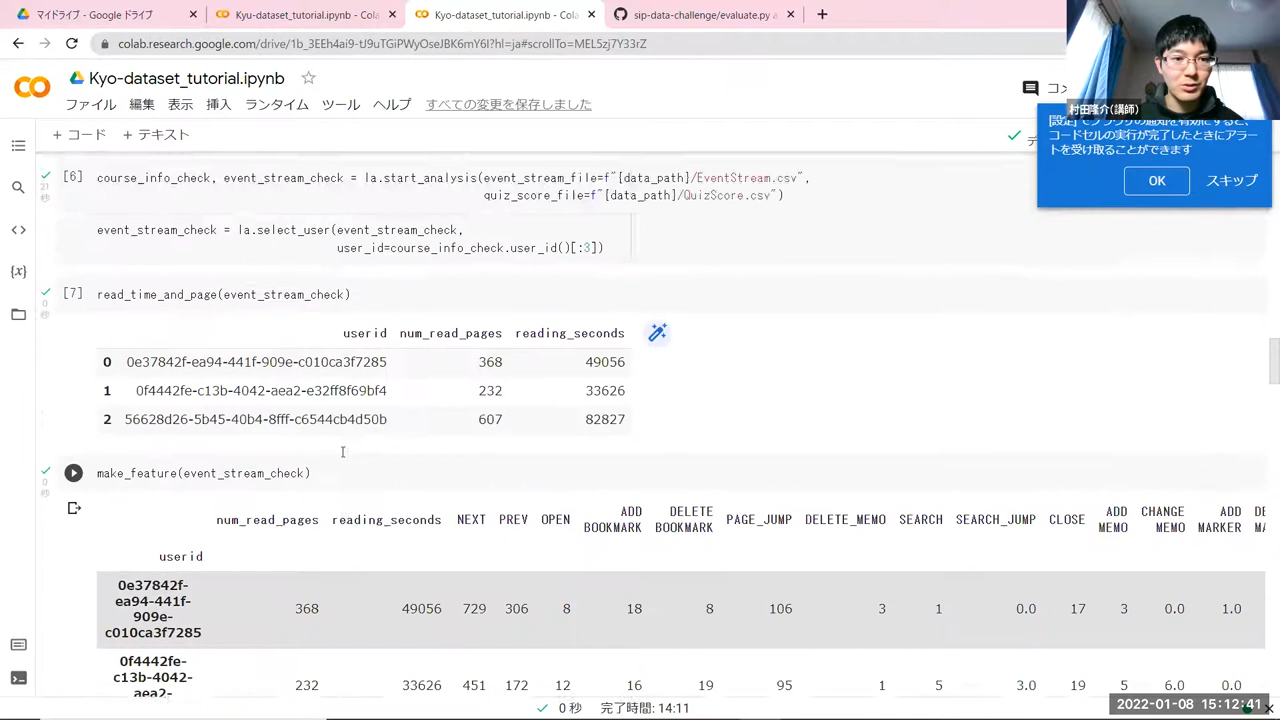 マイドライブ - Google ドライブ
Kyu-dataset_tutorial.ipynb - Cola
Kyo-dataset_tutorial.ipynb - Cola
sip-data-challenge/evaluate.py a
Kyo-dataset_tutorial.ipynb
ファイル 編集 表示 挿入 ランタイム ツール ヘルプ すべての変更を保存しました
コメ
村田隆介(講師)
[設定] でブラウザの通知を有効にすると、
コードセルの実行が完了したときにアラー
トを受け取ることができます
OK スキップ
+ コード + テキスト
[6] course_info_check, event_stream_check = la.start_analysis(event_stream_file=f"{data_path}/EventStream.csv",
21
秒
quiz_score_file=f"{data_path}/QuizScore.csv")
event_stream_check = la.select_user(event_stream_check,
user_id=course_info_check.user_id()[:3])
[7] read_time_and_page(event_stream_check)
0
秒
userid num_read_pages reading_seconds
0 0e37842f-ea94-441f-909e-c010ca3f7285 368 49056
1 0f4442fe-c13b-4042-aea2-e32ff8f69bf4 232 33626
2 56628d26-5b45-40b4-8fff-c6544cb4d50b 607 82827
make_feature(event_stream_check)
0
秒
num_read_pages reading_seconds NEXT PREV OPEN ADD BOOKMARK DELETE BOOKMARK PAGE_JUMP DELETE_MEMO SEARCH SEARCH_JUMP CLOSE ADD MEMO CHANGE MEMO ADD MARKER
userid
0e37842f-
ea94-441f-
909e-
c010ca3f7285
368 49056 729 306 8 18 8 106 3 1 0.0 17 3 0.0 1.0
0f4442fe-
c13b-4042-
aea2-
232 33626 451 172 12 16 19 95 1 5 3.0 19 5 6.0 0.0
0 秒 完了時間: 14:11
2022-01-08 15:12:41